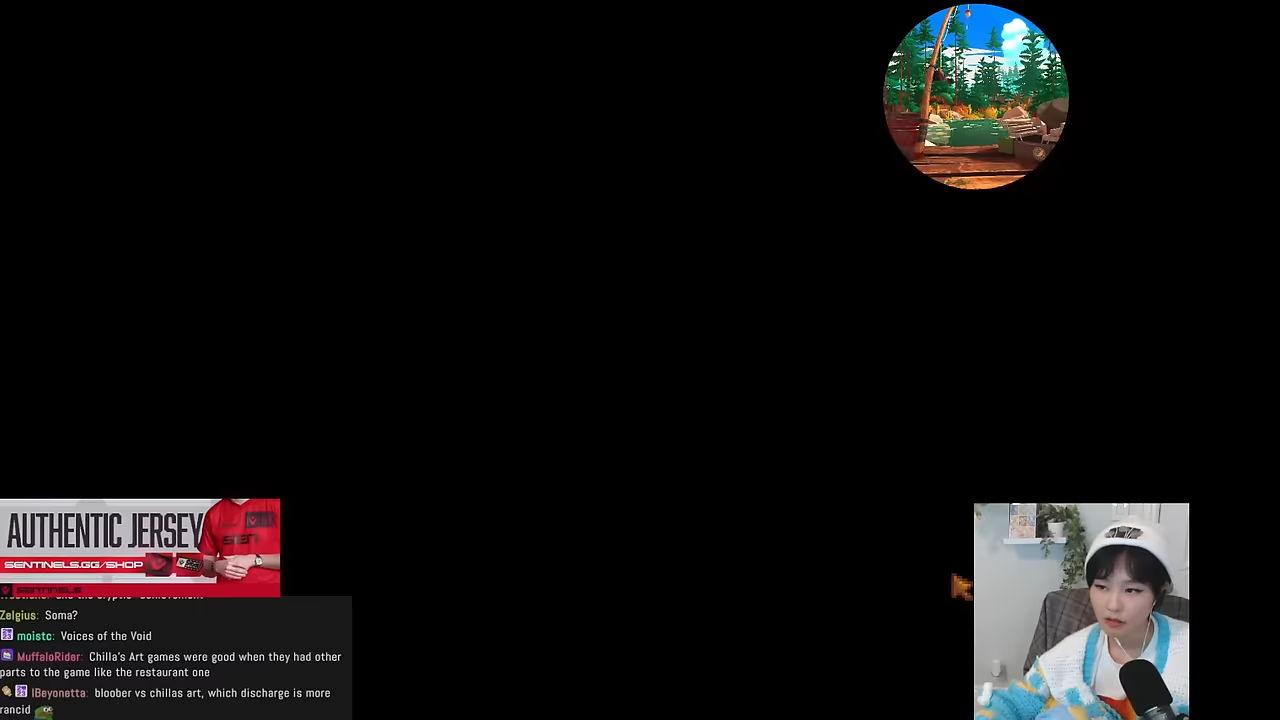 AUTHENTIC JERSEY
SENTINELS.GG/SHOP
SENTINELS
Zelgius: Soma?
moistc: Voices of the Void
MuffaloRider: Chilla's Art games were good when they had other
parts to the game like the restaurant one
IBeyonetta: bloober vs chillas art, which discharge is more
rancid